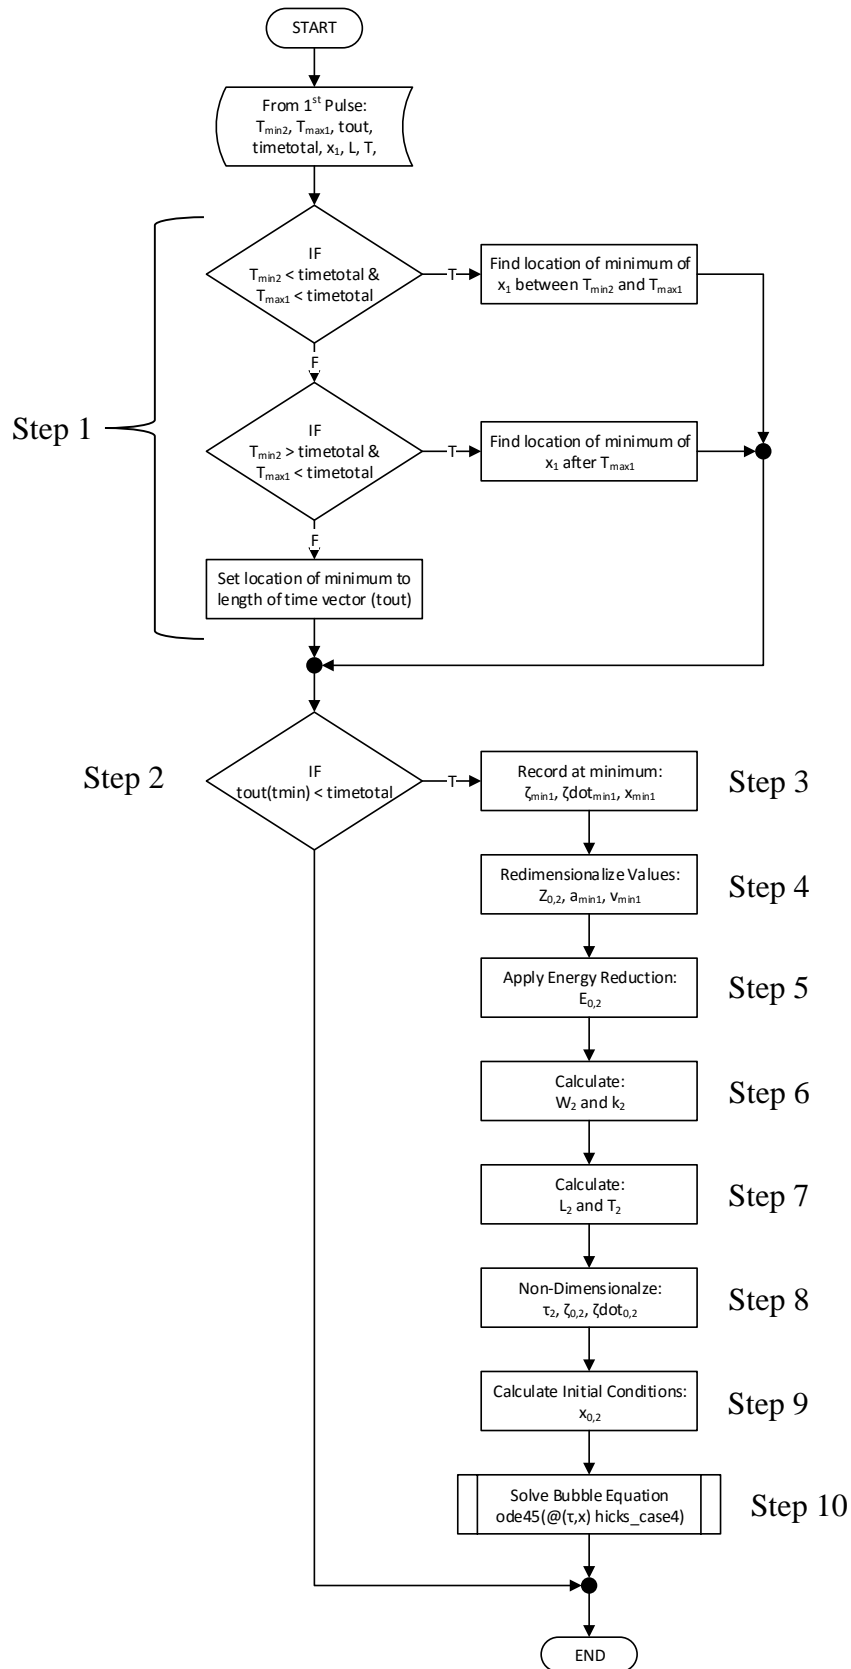 START
From 1st Pulse:
Tmin2, Tmax1, tout,
timetotal, x1, L, T,
IF
Tmin2 < timetotal &
Tmax1 < timetotal
T
Find location of minimum of
x1 between Tmin2 and Tmax1
F
Step 1
IF
Tmin2 > timetotal &
Tmax1 < timetotal
T
Find location of minimum of
x1 after Tmax1
F
Set location of minimum to
length of time vector (tout)
Step 2
IF
tout(tmin) < timetotal
T
Record at minimum:
ζmin1, ζdotmin1, xmin1
Step 3
Redimensionalize Values:
Z0,2, amin1, vmin1
Step 4
Apply Energy Reduction:
E0,2
Step 5
Calculate:
W2 and k2
Step 6
Calculate:
L2 and T2
Step 7
Non-Dimensionalze:
τ2, ζ0,2, ζdot0,2
Step 8
Calculate Initial Conditions:
x0,2
Step 9
Solve Bubble Equation
ode45(@(τ,x) hicks_case4)
Step 10
END